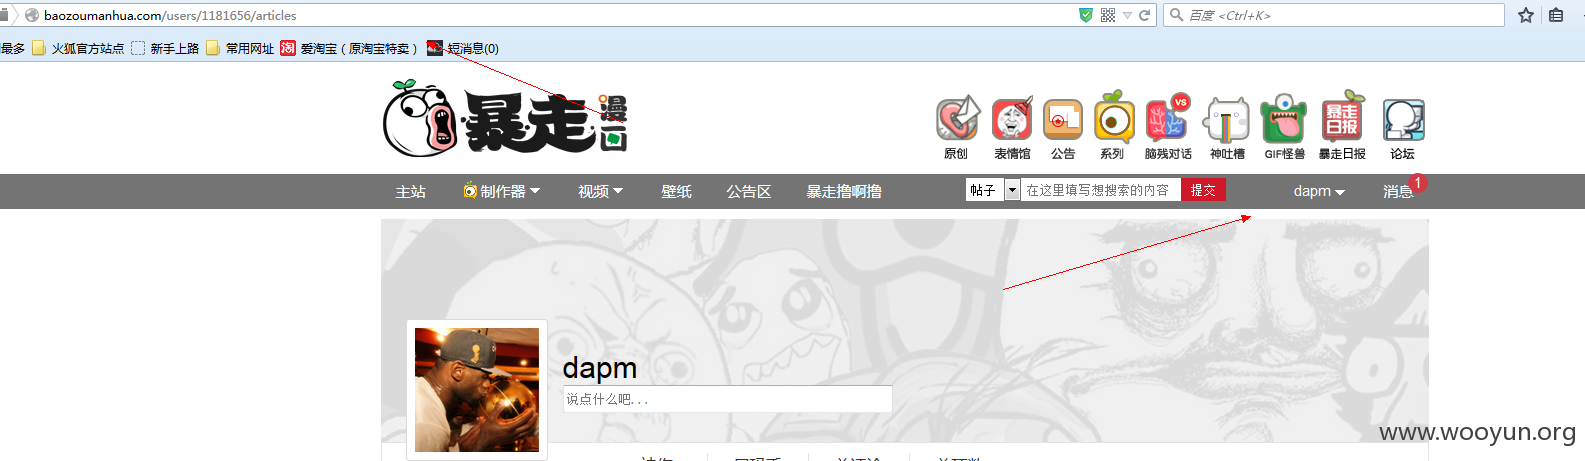 baozoumanhua.com/users/1181656/articles
百度 <Ctrl+K>
最多 火狐官方站点 新手上路 常用网址 淘 爱淘宝（原淘宝特卖） 短消息(0)
暴走漫画
VS
暴走日报
原创 表情馆 公告 系列 脑残对话 神吐槽 GIF怪兽 暴走日报 论坛
主站 制作器 视频 壁纸 公告区 暴走撸啊撸 帖子 在这里填写想搜索的内容 提交 dapm 消息 1
dapm
说点什么吧...
www.wooyun.org